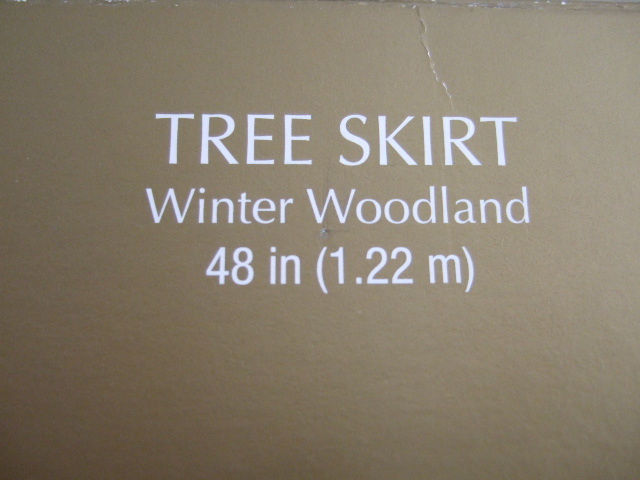 TREE SKIRT
Winter Woodland
48 in (1.22 m)